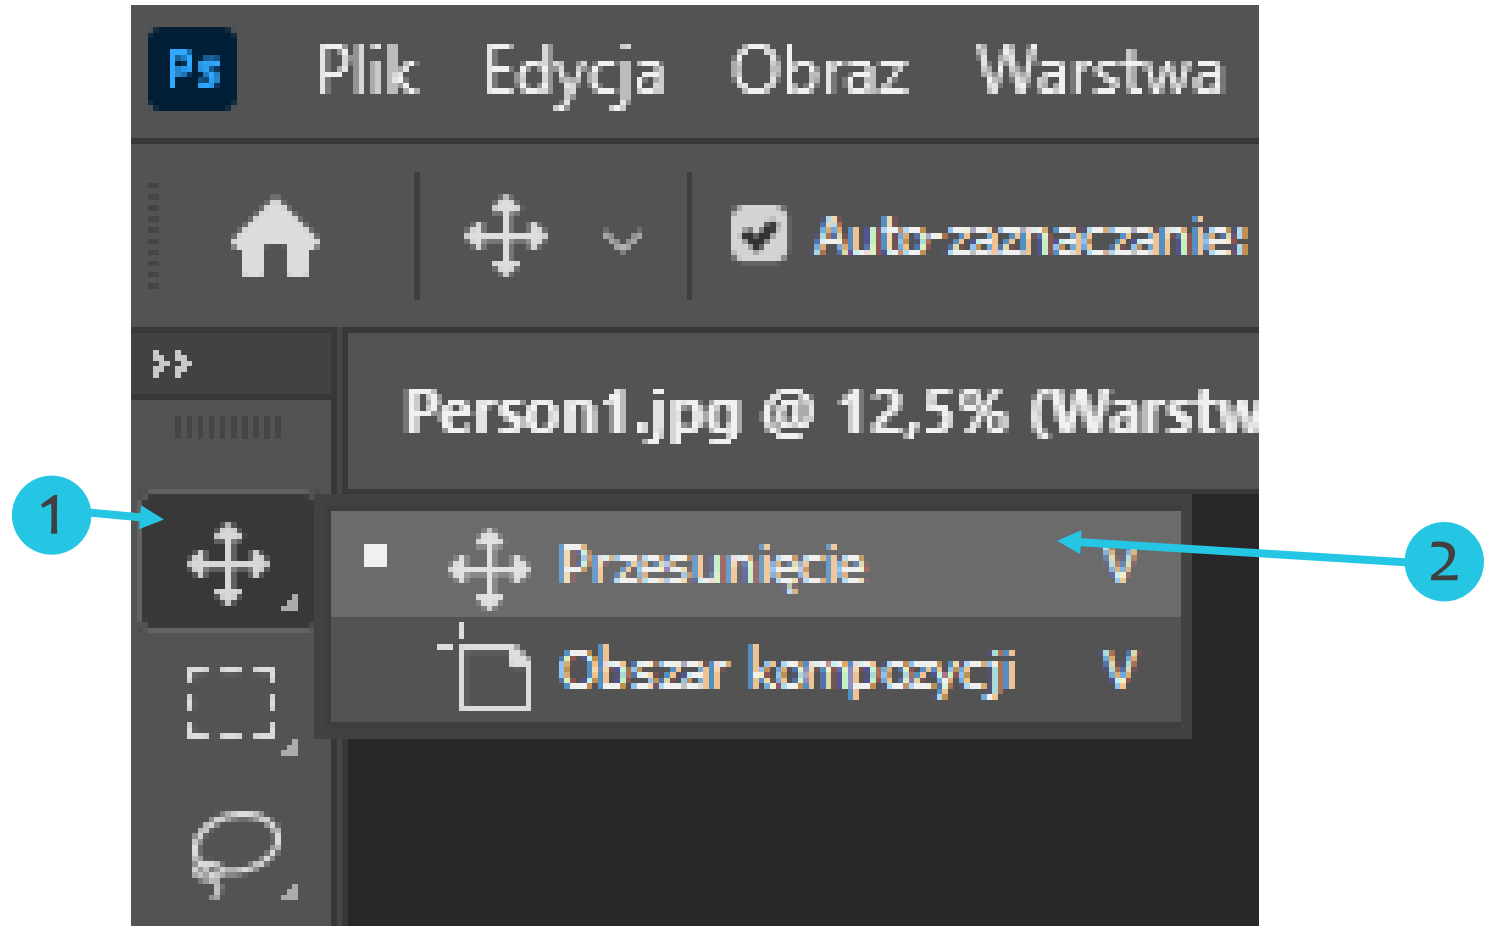 Ps Plik Edycja Obraz Warstwa
Auto-zaznaczanie:
Person1.jpg @ 12,5% (Warstw
1
Przesunięcie V
2
Obszar kompozycji V